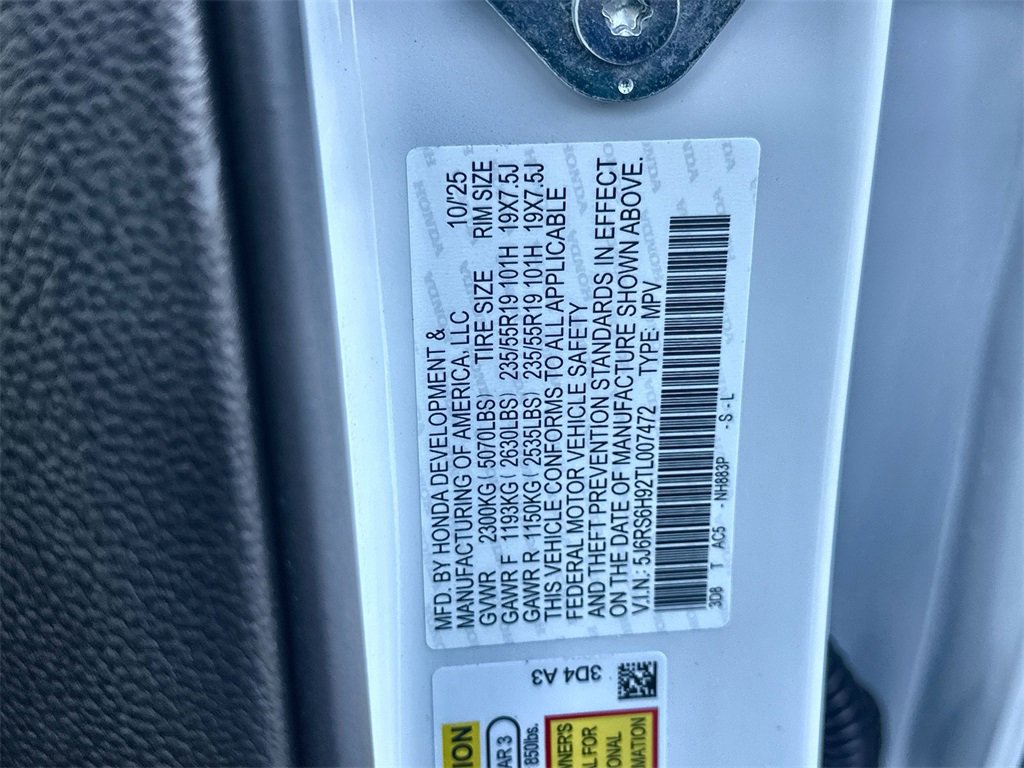 MFD. BY HONDA DEVELOPMENT &
MANUFACTURING OF AMERICA, LLC 10/'25
GVWR 2300KG ( 5070LBS) TIRE SIZE RIM SIZE
GAWR F 1193KG ( 2630LBS) 235/55R19 101H 19X7.5J
GAWR R 1150KG ( 2535LBS) 235/55R19 101H 19X7.5J
THIS VEHICLE CONFORMS TO ALL APPLICABLE
FEDERAL MOTOR VEHICLE SAFETY
AND THEFT PREVENTION STANDARDS IN EFFECT
ON THE DATE OF MANUFACTURE SHOWN ABOVE.
V.I.N.: 5J6RS6H92TL007472 TYPE: MPV
3D8 T AC5 -NH883P -S-L
3D4 A3
850lbs.